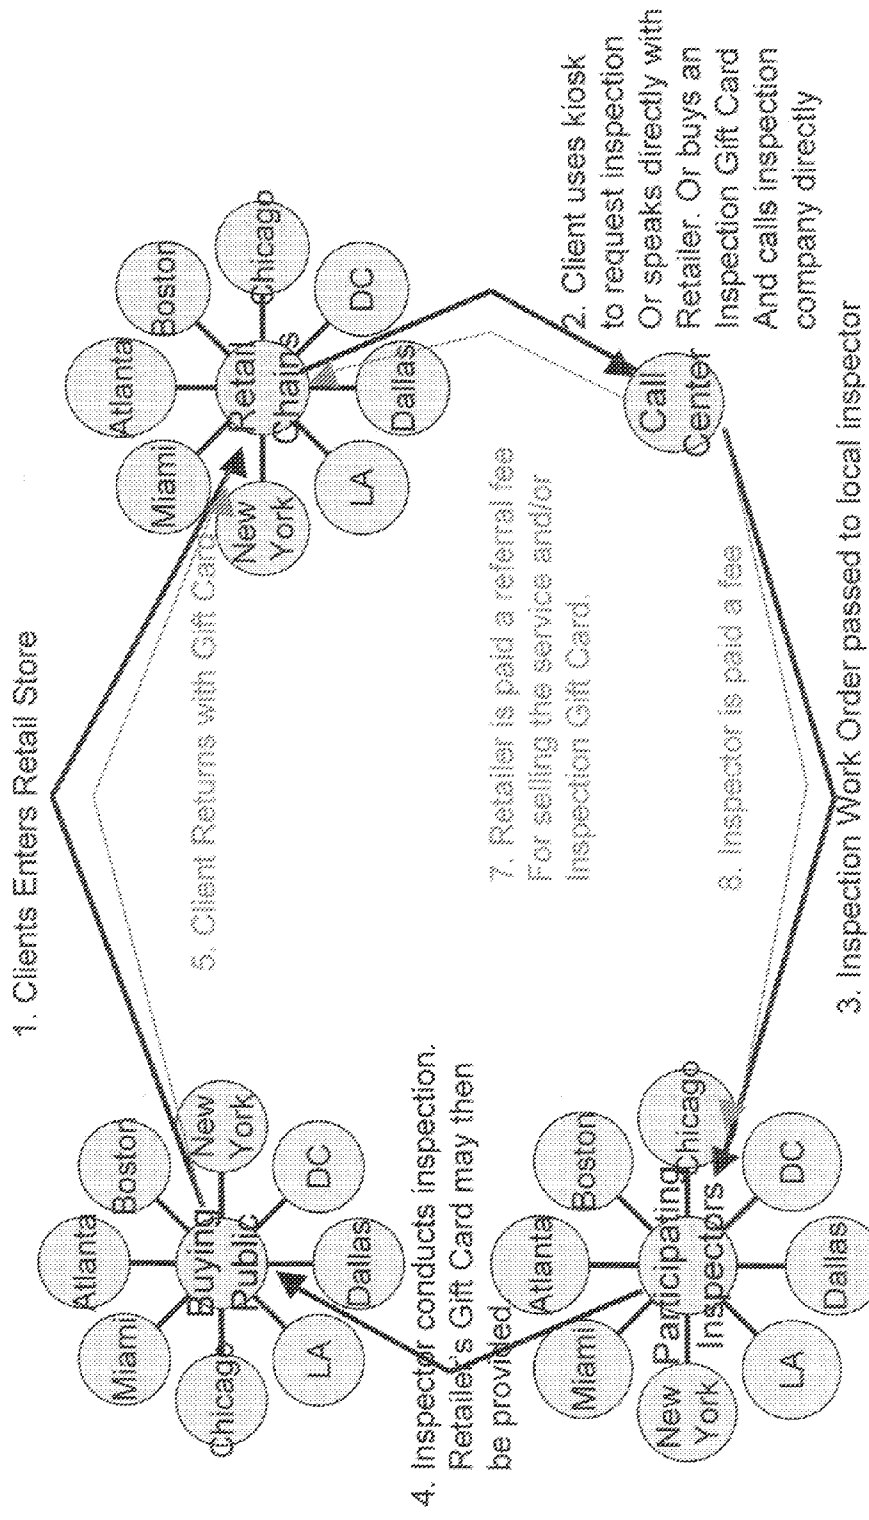 1. Clients Enters Retail Store
Atlanta
Miami
Boston
Buying
Public
Chicago
New
York
LA
DC
Dallas
5. Client Returns with Gift Card
Atlanta
Miami
Boston
Retail
Chains
New
York
Chicago
LA
DC
Dallas
4. Inspector conducts inspection.
Retailer's Gift Card may then
be provided
7. Retailer is paid a referral fee
For selling the service and/or
Inspection Gift Card.
2. Client uses kiosk
to request inspection
Or speaks directly with
Retailer. Or buys an
Inspection Gift Card
And calls inspection
company directly
Atlanta
Miami
Boston
Participating
Inspectors
New
York
Chicago
LA
DC
Dallas
8. Inspector is paid a fee
Call
Center
3. Inspection Work Order passed to local inspector